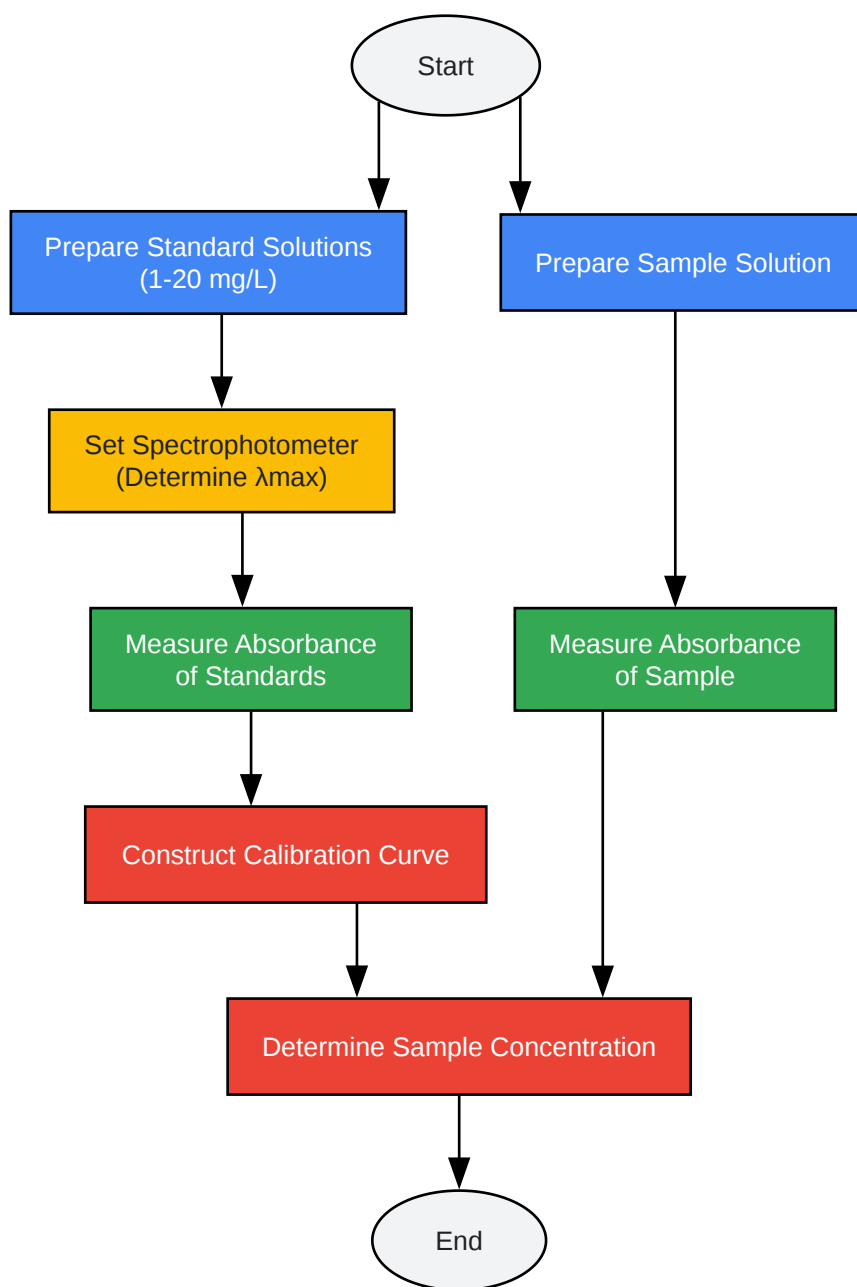 Start
Prepare Standard Solutions
(1-20 mg/L)
Prepare Sample Solution
Set Spectrophotometer
(Determine λmax)
Measure Absorbance
of Standards
Measure Absorbance
of Sample
Construct Calibration Curve
Determine Sample Concentration
End